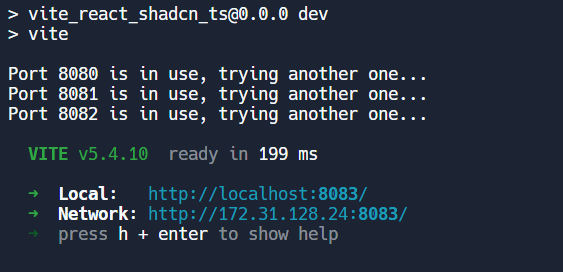 > vite_react_shadcn_ts@0.0.0 dev
> vite
Port 8080 is in use, trying another one...
Port 8081 is in use, trying another one...
Port 8082 is in use, trying another one...
VITE v5.4.10 ready in 199 ms
➜ Local: http://localhost:8083/
➜ Network: http://172.31.128.24:8083/
➜ press h + enter to show help